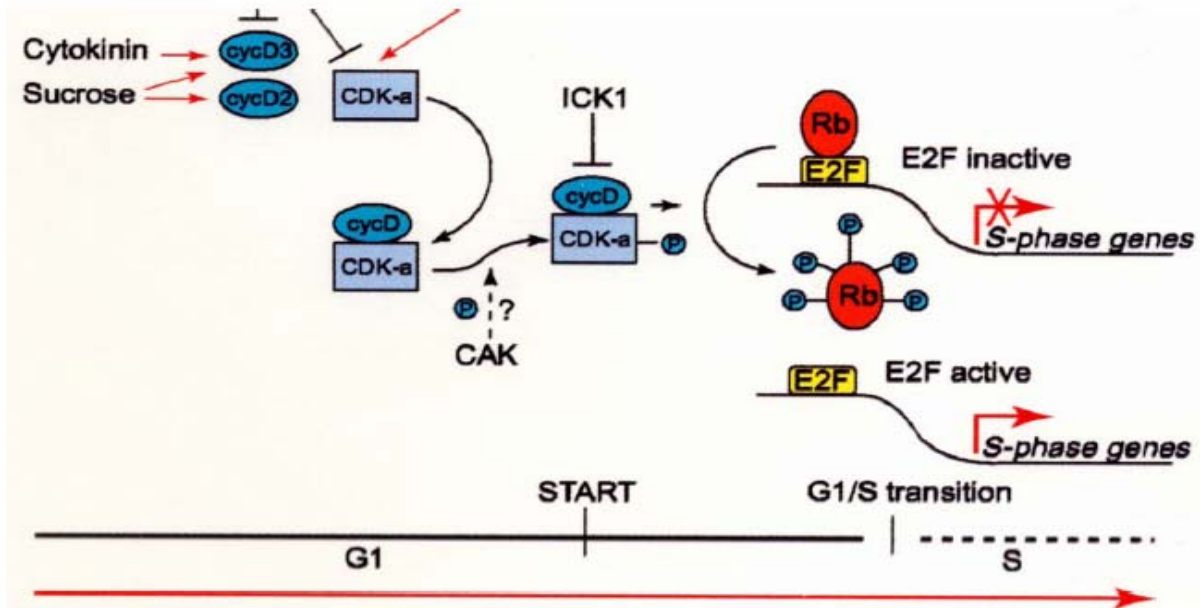 Cytokinin
cycD3
Sucrose
cycD2
CDK-a
ICK1
Rb
E2F
E2F inactive
S-phase genes
cycD
CDK-a
cycD
CDK-a
P
P
P
P
P
P
Rb
P ?
CAK
E2F
E2F active
S-phase genes
START
G1/S transition
G1
S